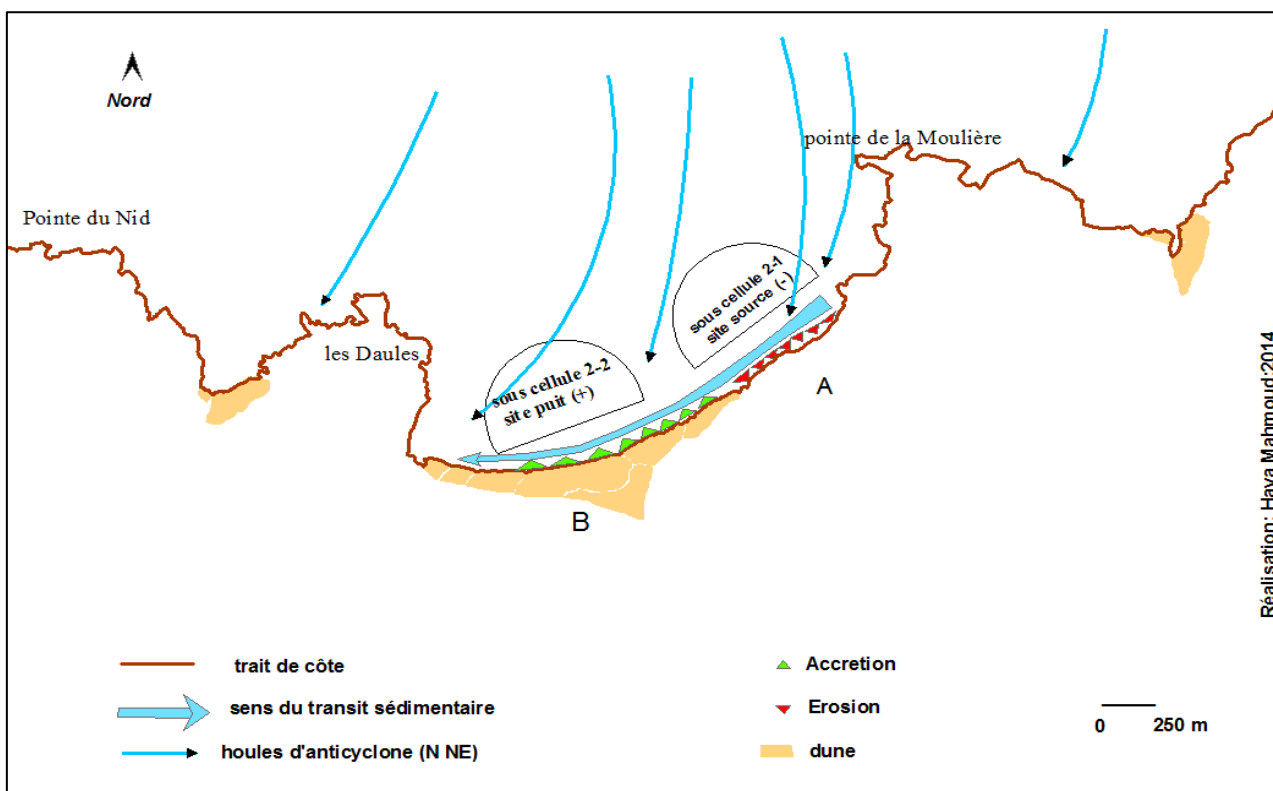 Nord
pointe de la Moulière
Pointe du Nid
sous cellule 2-1
site source (-)
les Daules
sous cellule 2-2
site puit (+)
A
B
Réalisation: Haya Mahmoud:2014
trait de côte
Accretion
sens du transit sédimentaire
Erosion
0 250 m
houles d'anticyclone (N NE)
dune